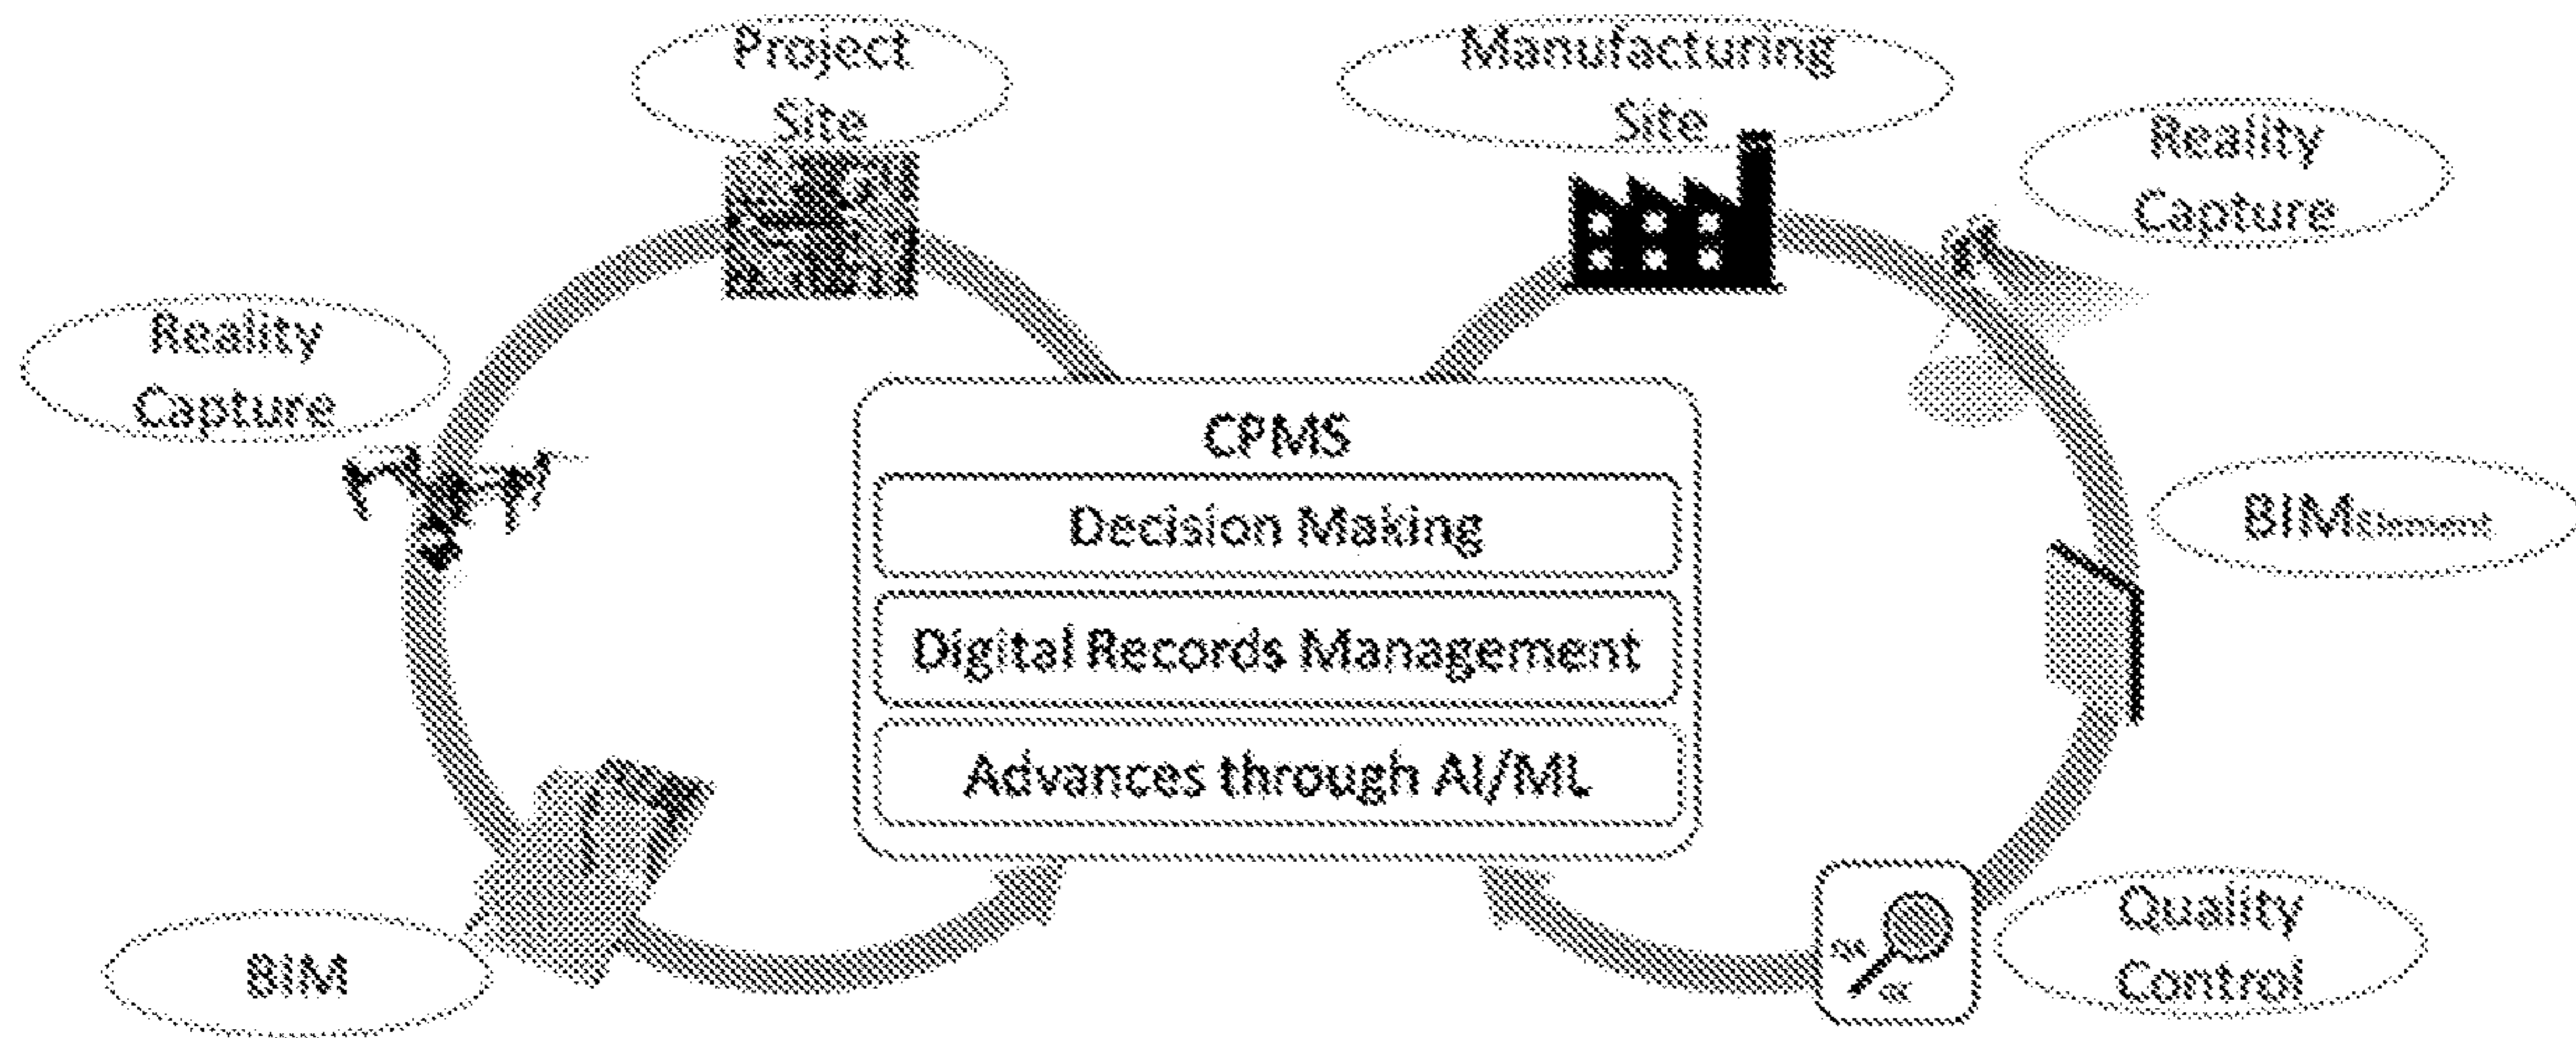 Project
Site
Manufacturing
Site
Reality
Capture
Reality
Capture
CPMS
Decision Making
BIMElement
Digital Records Management
Advances through AI/ML
BIM
Quality
Control